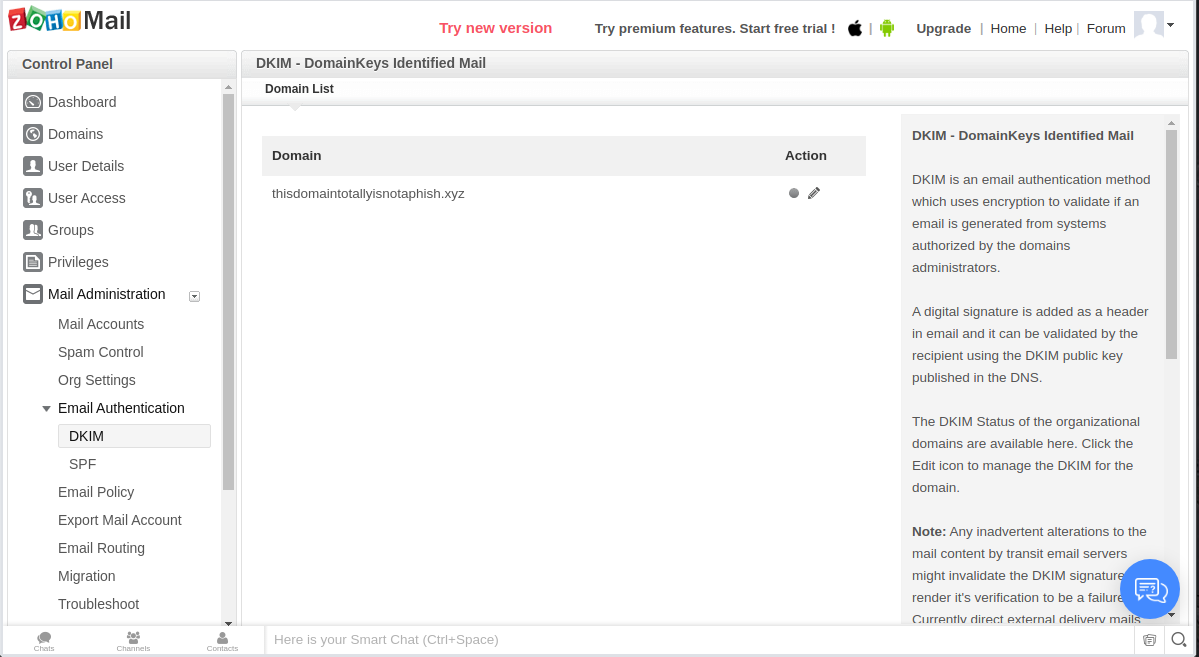 ZOHO Mail
Try new version
Try premium features. Start free trial !
|
Upgrade | Home | Help | Forum
Control Panel
Dashboard
Domains
User Details
User Access
Groups
Privileges
Mail Administration
Mail Accounts
Spam Control
Org Settings
Email Authentication
DKIM
SPF
Email Policy
Export Mail Account
Email Routing
Migration
Troubleshoot
DKIM - DomainKeys Identified Mail
Domain List
Domain Action
thisdomaintotallyisnotaphish.xyz
DKIM - DomainKeys Identified Mail
DKIM is an email authentication method
which uses encryption to validate if an
email is generated from systems
authorized by the domains
administrators.
A digital signature is added as a header
in email and it can be validated by the
recipient using the DKIM public key
published in the DNS.
The DKIM Status of the organizational
domains are available here. Click the
Edit icon to manage the DKIM for the
domain.
Note: Any inadvertent alterations to the
mail content by transit email servers
might invalidate the DKIM signature
render it's verification to be a failure
Currently direct external delivery mails
Chats
Channels
Contacts
Here is your Smart Chat (Ctrl+Space)